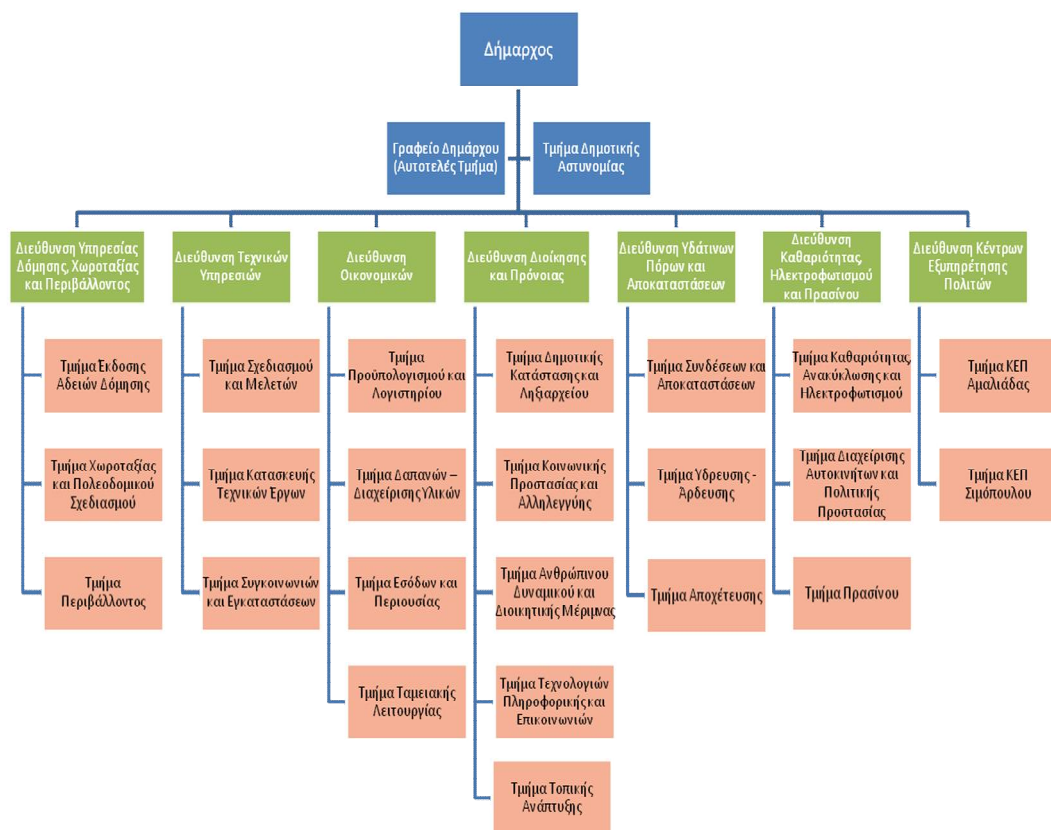 Δήμαρχος
Γραφείο Δημάρχου
(Αυτοτελές Τμήμα)
Τμήμα Δημοτικής
Αστυνομίας
Διεύθυνση Υπηρεσίας
Δόμησης, Χωροταξίας
και Περιβάλλοντος
Τμήμα Έκδοσης
Αδειών Δόμησης
Τμήμα Χωροταξίας
και Πολεοδομικού
Σχεδιασμού
Τμήμα
Περιβάλλοντος
Διεύθυνση Τεχνικών
Υπηρεσιών
Τμήμα Σχεδιασμού
και Μελετών
Τμήμα Κατασκευής
Τεχνικών Έργων
Τμήμα Συγκοινωνιών
και Εγκαταστάσεων
Διεύθυνση
Οικονομικών
Τμήμα
Προϋπολογισμού και
Λογιστηρίου
Τμήμα Δαπανών –
Διαχείρισης Υλικών
Τμήμα Εσόδων και
Περιουσίας
Τμήμα Ταμειακής
Λειτουργίας
Διεύθυνση Διοίκησης
και Πρόνοιας
Τμήμα Δημοτικής
Κατάστασης και
Ληξιαρχείου
Τμήμα Κοινωνικής
Προστασίας και
Αλληλεγγύης
Τμήμα Ανθρώπινου
Δυναμικού και
Διοικητικής Μέριμνας
Τμήμα Τεχνολογιών
Πληροφορικής και
Επικοινωνιών
Τμήμα Τοπικής
Ανάπτυξης
Διεύθυνση Υδάτινων
Πόρων και
Αποκαταστάσεων
Τμήμα Συνδέσεων και
Αποκαταστάσεων
Τμήμα Ύδρευσης -
Άρδευσης
Τμήμα Αποχέτευσης
Διεύθυνση
Καθαριότητας,
Ηλεκτροφωτισμού
και Πρασίνου
Τμήμα Καθαριότητας,
Ανακύκλωσης και
Ηλεκτροφωτισμού
Τμήμα Διαχείρισης
Αυτοκινήτων και
Πολιτικής
Προστασίας
Τμήμα Πρασίνου
Διεύθυνση Κέντρων
Εξυπηρέτησης
Πολιτών
Τμήμα ΚΕΠ
Αμαλιάδας
Τμήμα ΚΕΠ
Σιμόπουλου